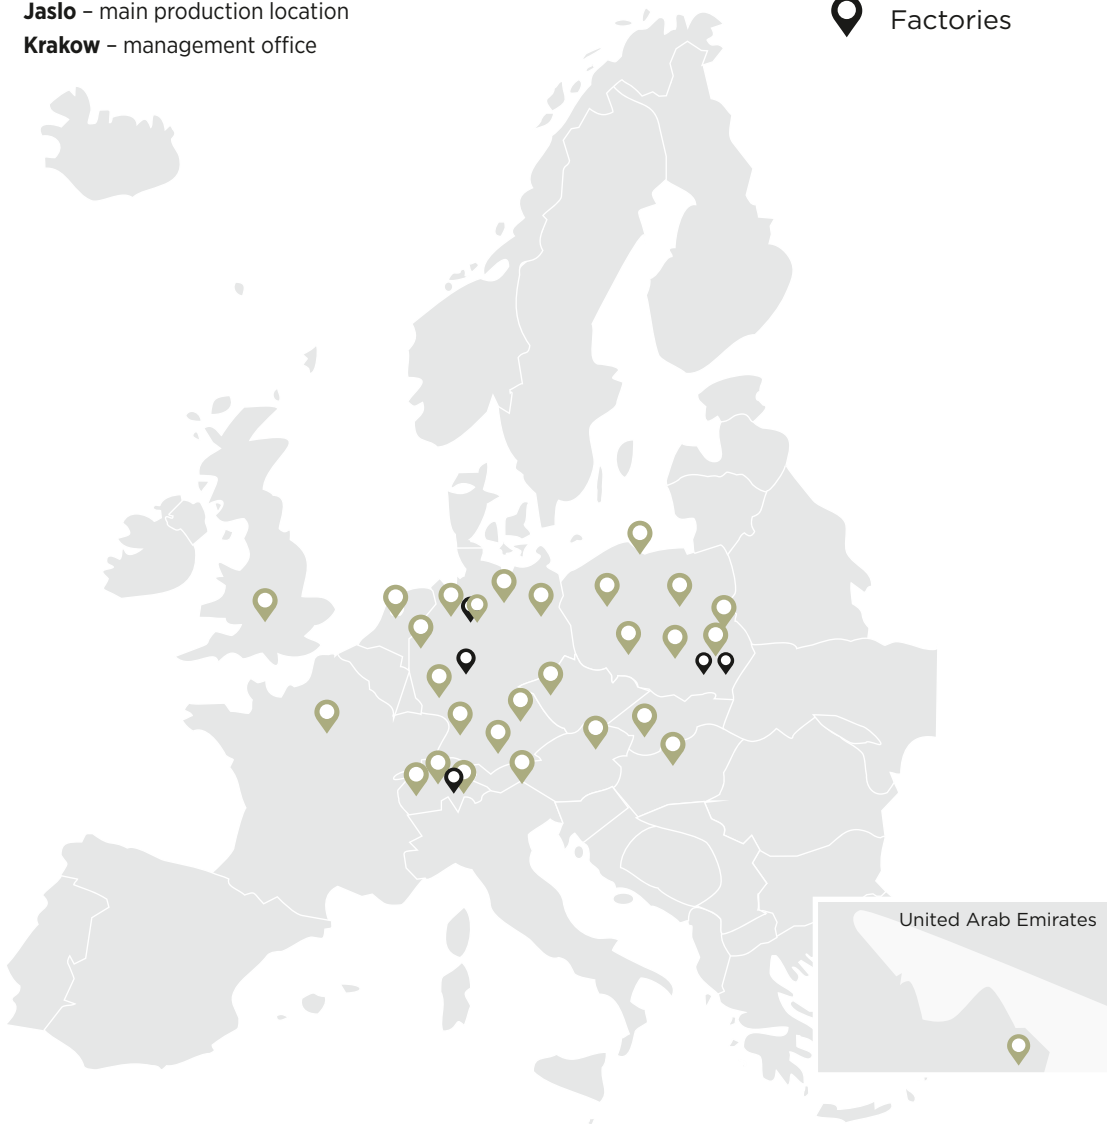 Jaslo – main production location
Krakow – management office
Factories
United Arab Emirates